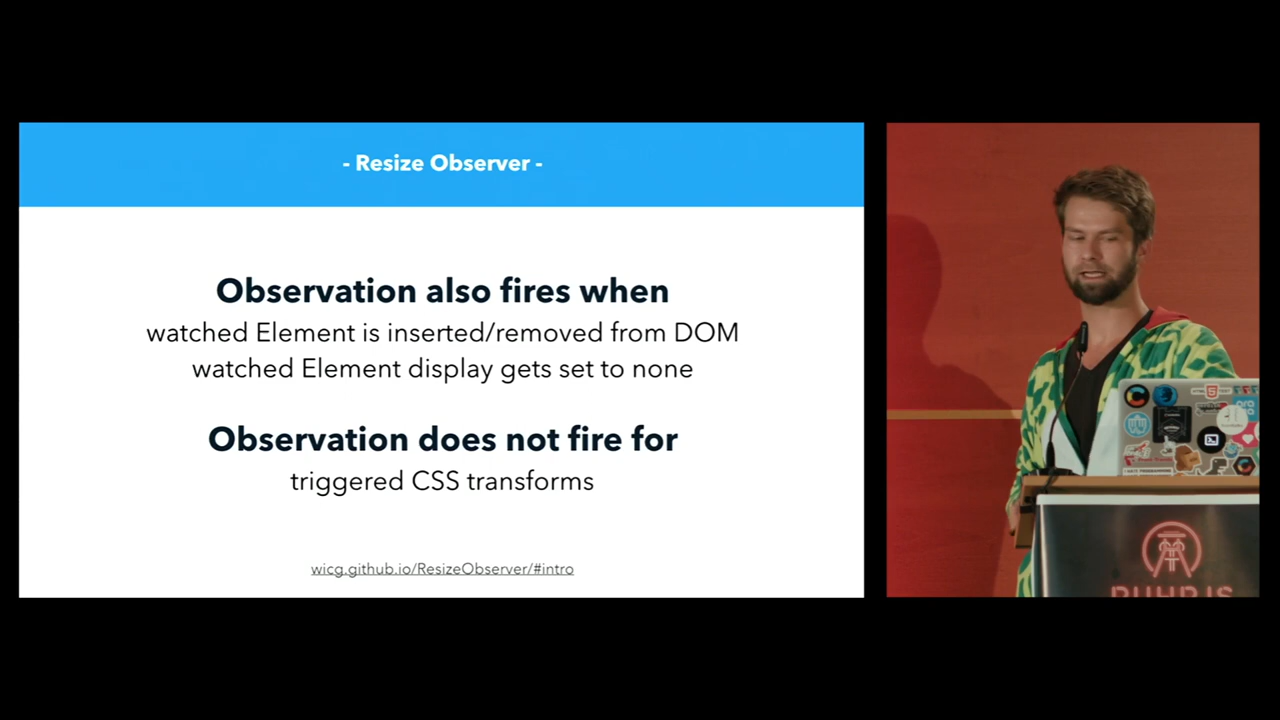 - Resize Observer -
Observation also fires when
watched Element is inserted/removed from DOM
watched Element display gets set to none
Observation does not fire for
triggered CSS transforms
wicg.github.io/ResizeObserver/#intro
RUHRJS